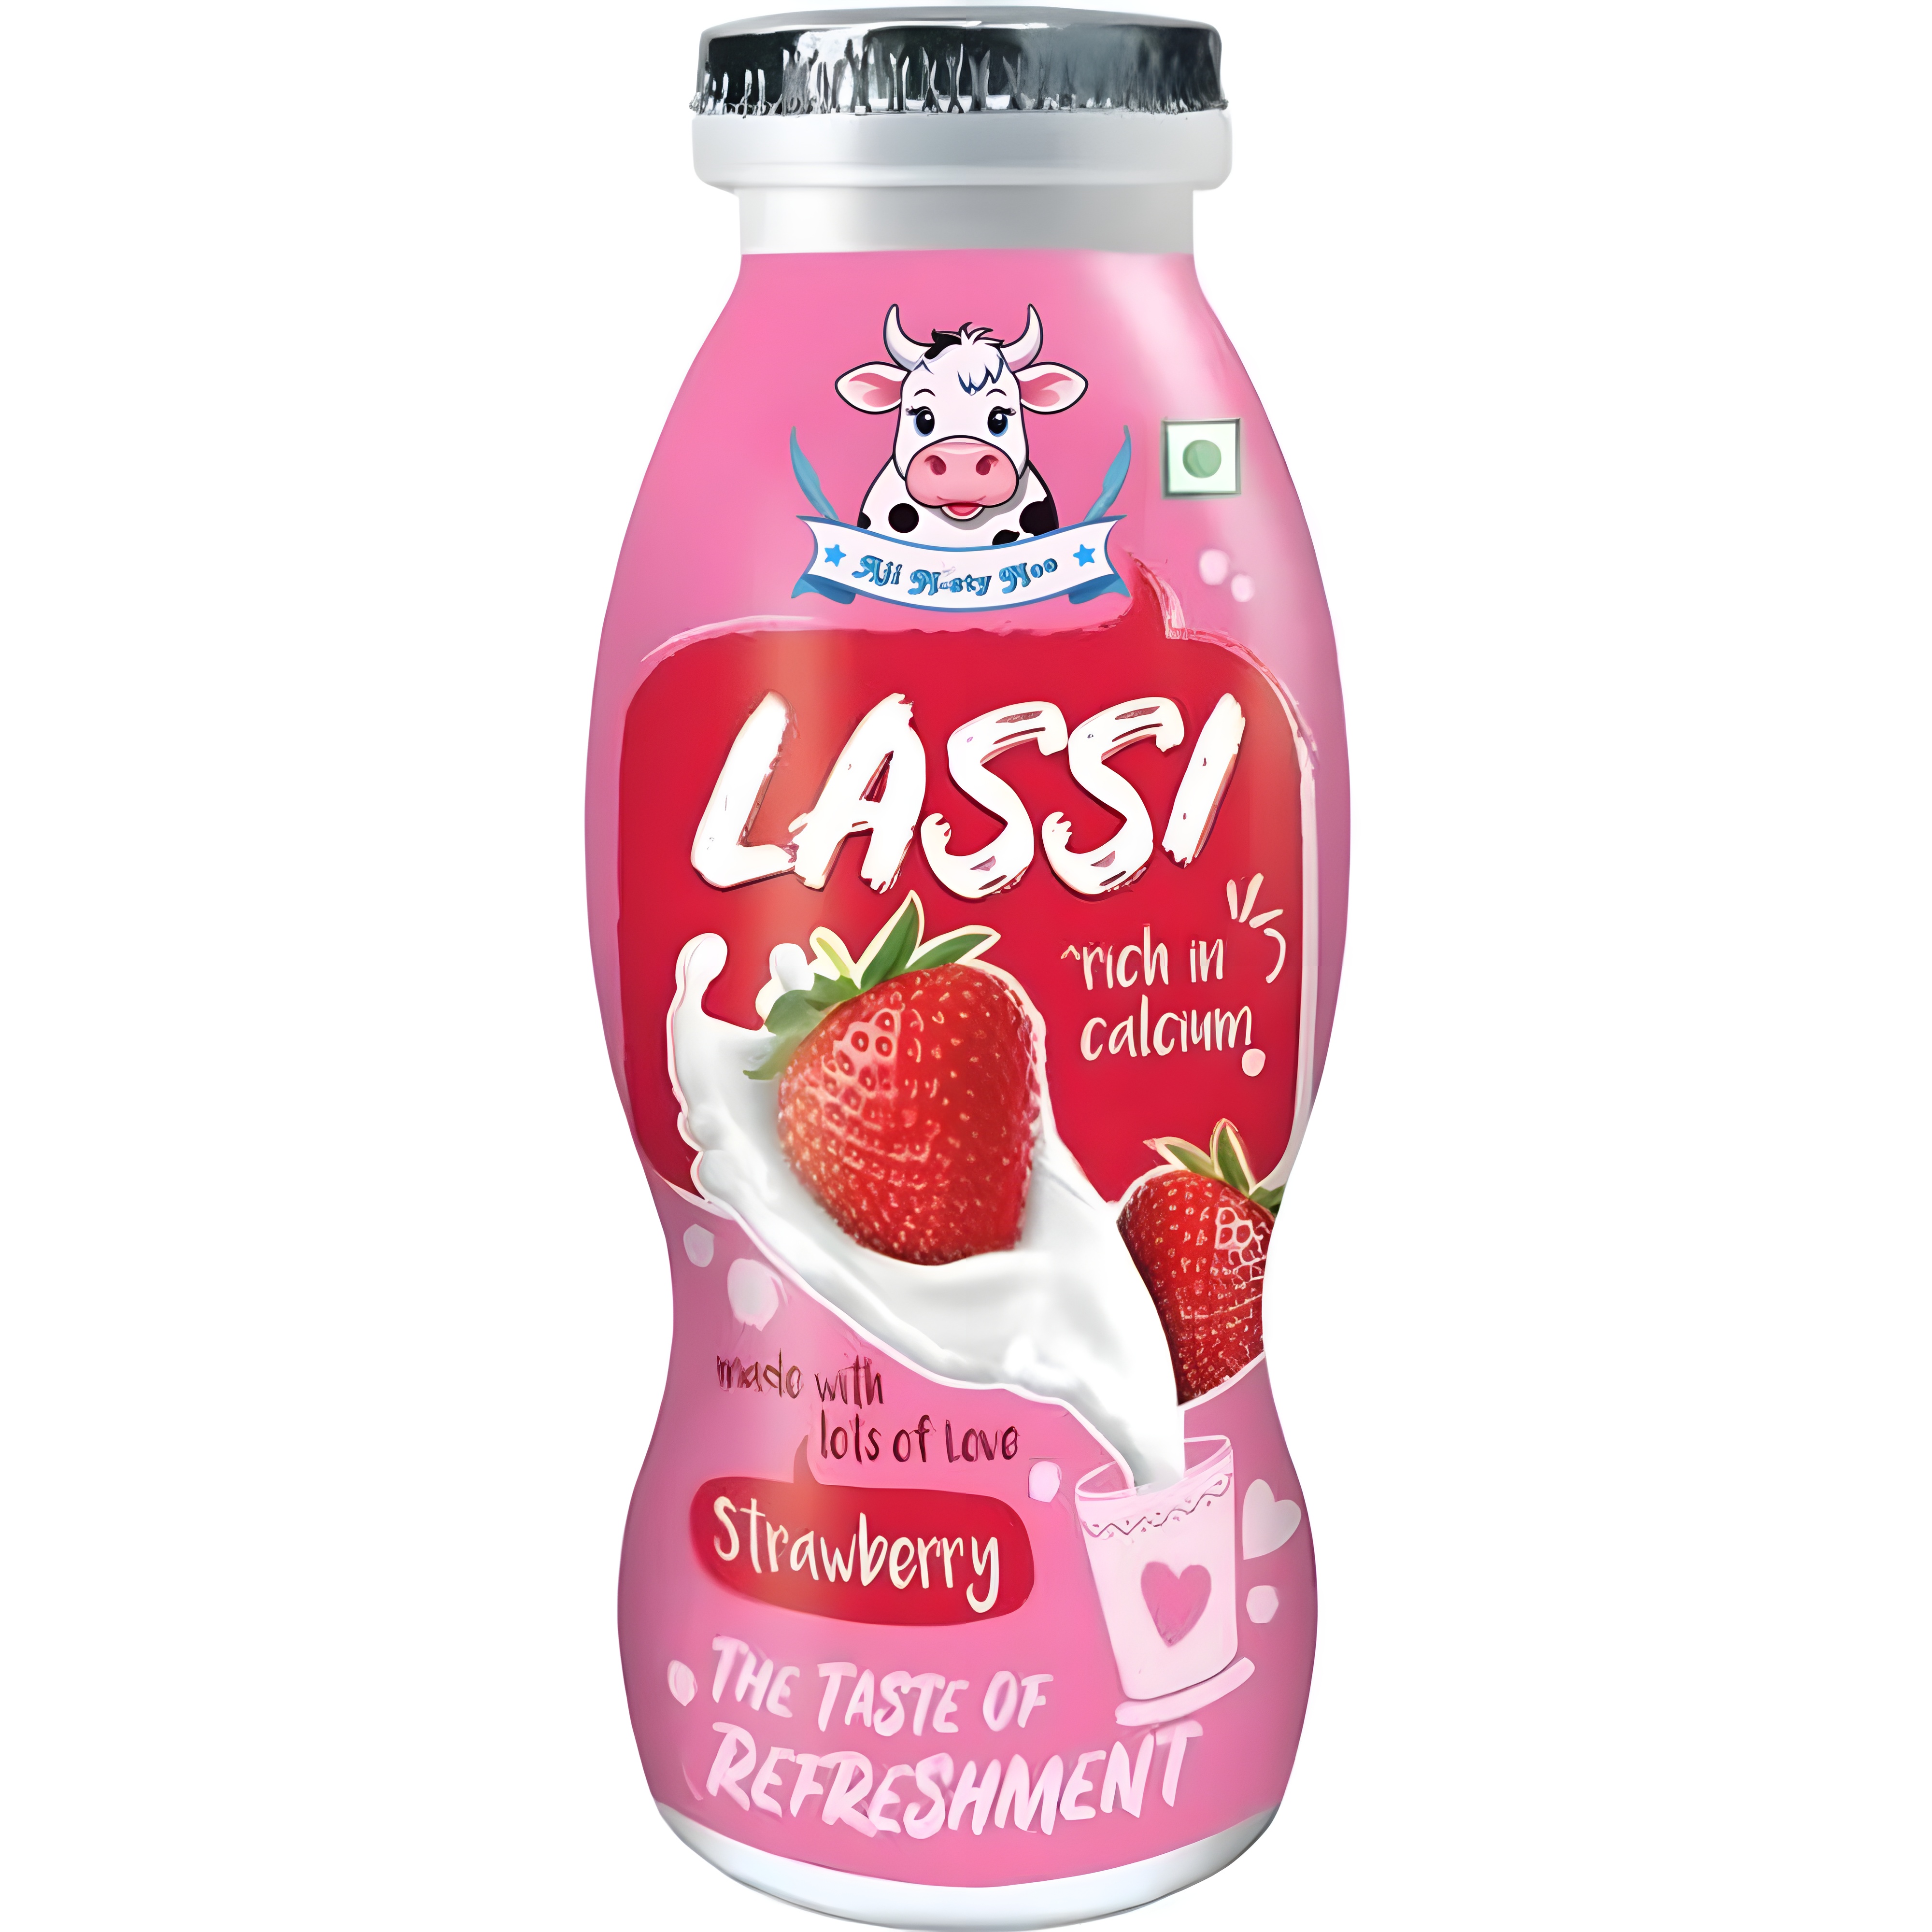 LASSI
rich in
calcium
made with
lots of love
strawberry
THE TASTE OF
REFRESHMENT